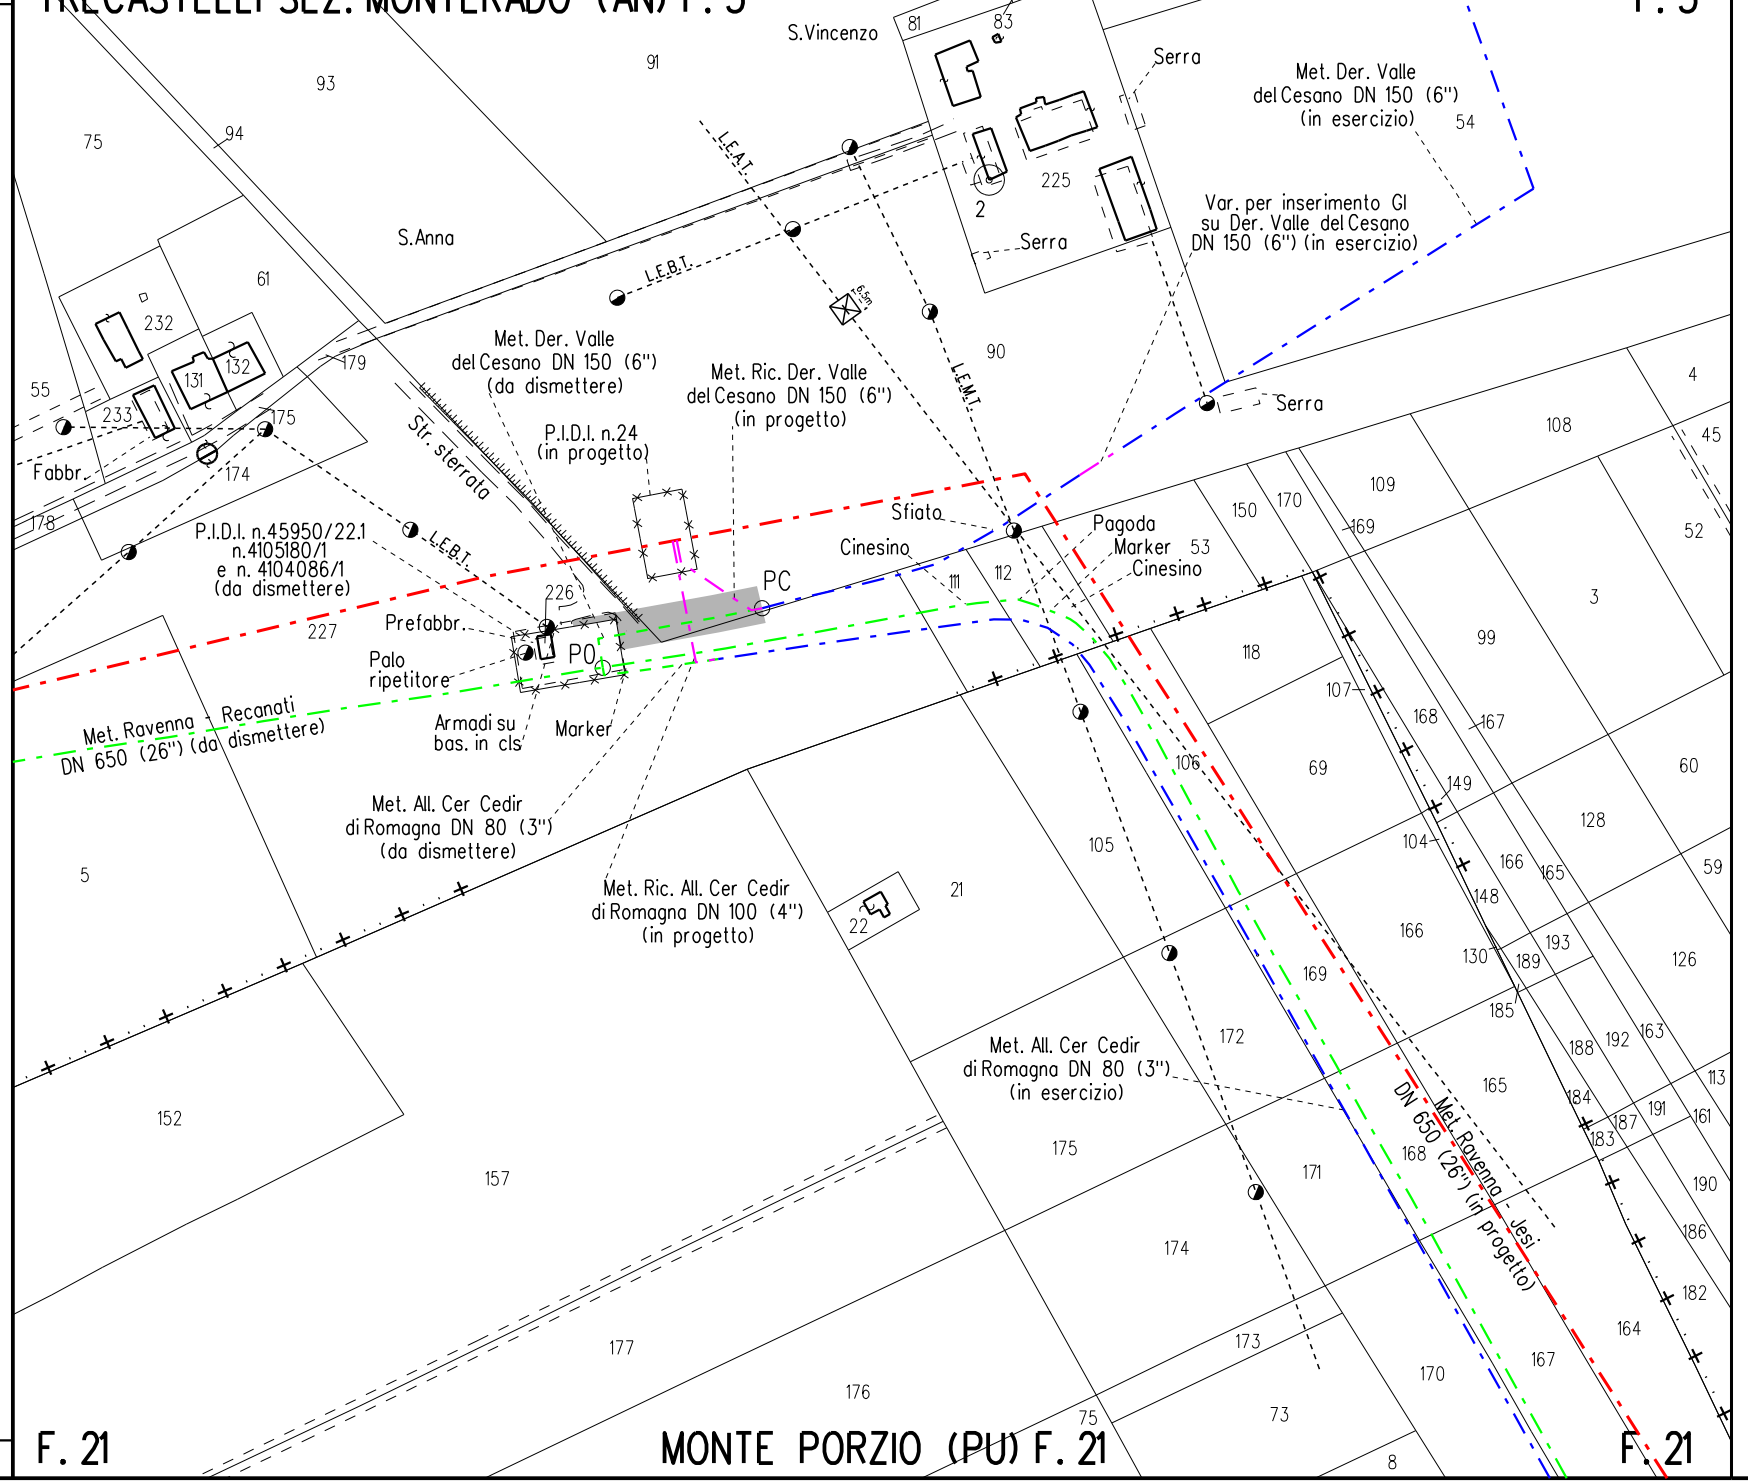 TRECASTELLI SEZ. MONTERADO (AN) F. 5
F. 5
S.Vincenzo
81
83
91
93
94
75
Serra
Met. Der. Valle
del Cesano DN 150 (6")
(in esercizio)
54
L.E.A.T.
225
2
Var. per inserimento GI
su Der. Valle del Cesano
DN 150 (6") (in esercizio)
S.Anna
Serra
L.E.B.T.
61
6.5m
232
Met. Der. Valle
del Cesano DN 150 (6")
(da dismettere)
90
179
131
132
Met. Ric. Der. Valle
del Cesano DN 150 (6")
(in progetto)
L.E.M.T.
4
55
233
175
Serra
108
45
Str. sterrata
P.I.D.I. n.24
(in progetto)
Fabbr.
174
109
178
P.I.D.I. n.45950/22.1
n.4105180/1
e n. 4104086/1
(da dismettere)
L.E.B.T.
Sfiato
Pagoda
Marker
Cinesino
Cinesino
150
170
169
52
53
111
112
PC
226
3
Prefabbr.
227
P0
Palo
ripetitore
99
118
107
168
167
Met. Ravenna - Recanati
DN 650 (26") (da dismettere)
Armadi su
bas. in cls
Marker
106
69
60
149
128
104
Met. All. Cer Cedir
di Romagna DN 80 (3")
(da dismettere)
105
166
165
59
5
148
21
22
Met. Ric. All. Cer Cedir
di Romagna DN 100 (4")
(in progetto)
166
193
130
189
126
169
185
172
192
163
188
Met. All. Cer Cedir
di Romagna DN 80 (3")
(in esercizio)
165
113
184
191
161
187
183
152
Met. Ravenna - Jesi
DN 650 (26") (in progetto)
175
168
171
157
190
186
174
182
164
177
173
167
170
176
75
73
8
F. 21
MONTE PORZIO (PU) F. 21
F. 21